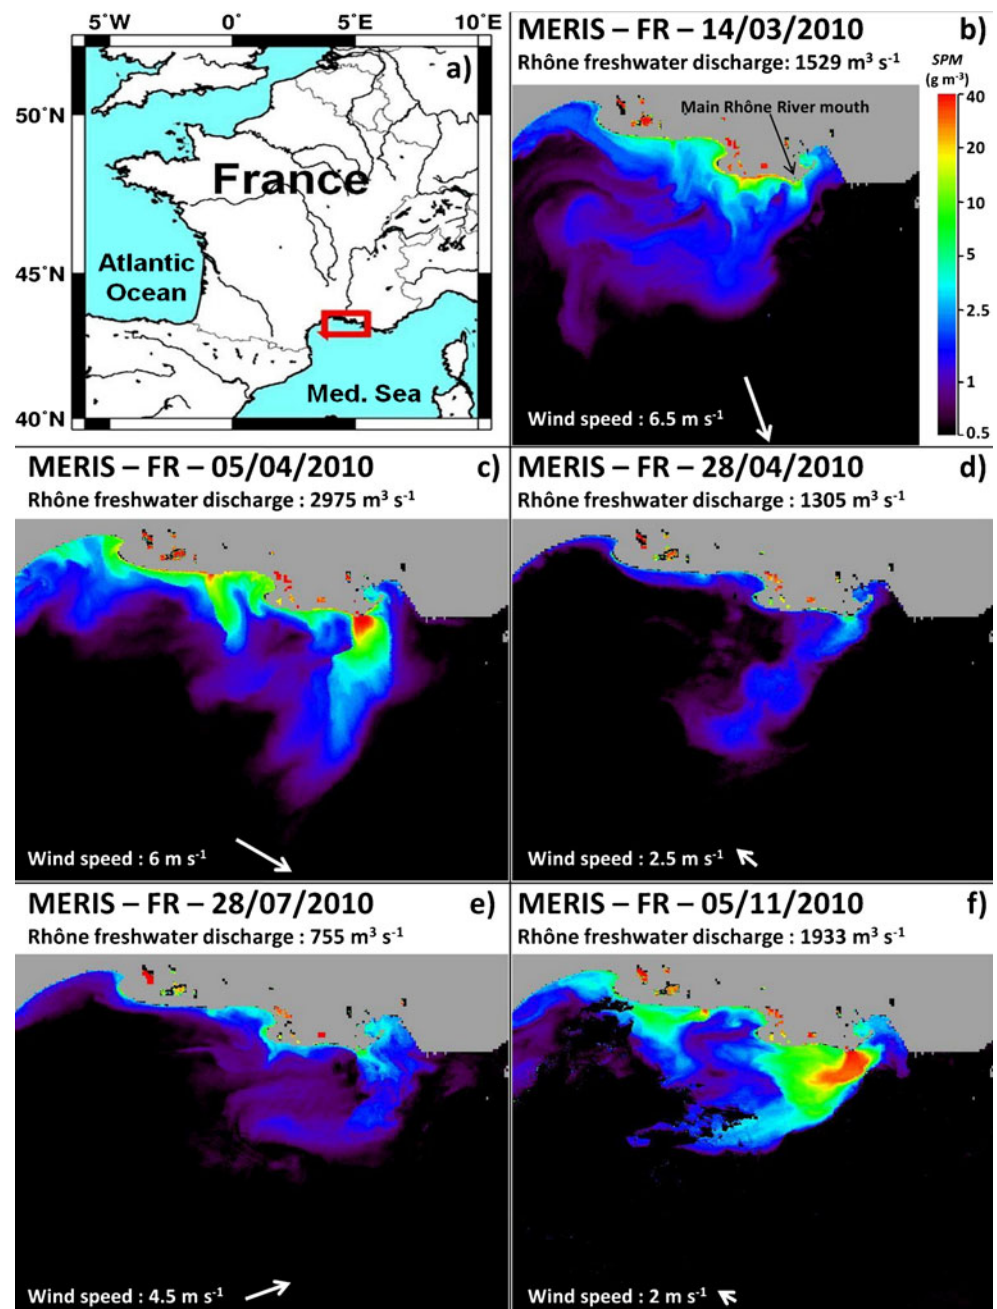 5°W 0°E 5°E 10°E
a)
50°N
France
Atlantic
Ocean
45°N
Med. Sea
40°N
MERIS – FR – 14/03/2010 b)
Rhône freshwater discharge: 1529 m³ s⁻¹
SPM
(g m⁻³)
Main Rhône River mouth
40
20
10
5
2.5
1
0.5
Wind speed : 6.5 m s⁻¹
MERIS – FR – 05/04/2010 c)
Rhône freshwater discharge : 2975 m³ s⁻¹
Wind speed : 6 m s⁻¹
MERIS – FR – 28/04/2010 d)
Rhône freshwater discharge : 1305 m³ s⁻¹
Wind speed : 2.5 m s⁻¹
MERIS – FR – 28/07/2010 e)
Rhône freshwater discharge : 755 m³ s⁻¹
Wind speed : 4.5 m s⁻¹
MERIS – FR – 05/11/2010 f)
Rhône freshwater discharge : 1933 m³ s⁻¹
Wind speed : 2 m s⁻¹